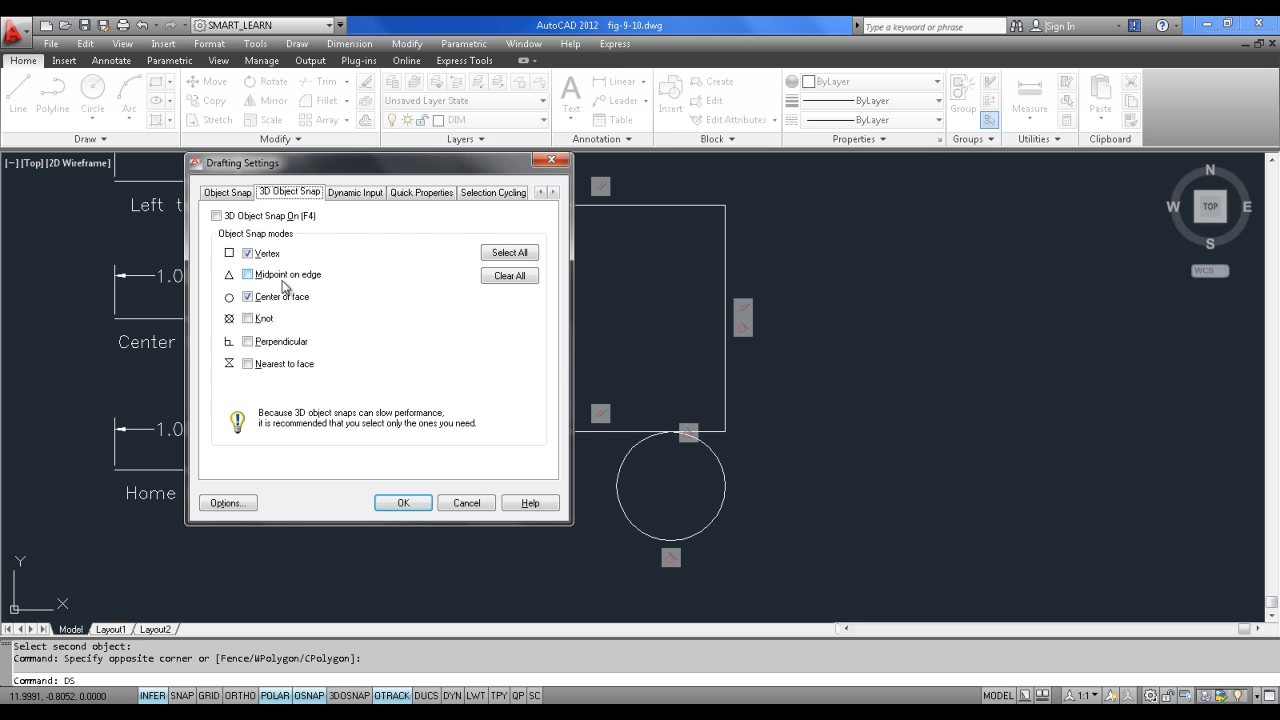 SMART_LEARN
AutoCAD 2012 fig-9-10.dwg
Type a keyword or phrase
Sign In
File Edit View Insert Format Tools Draw Dimension Modify Parametric Window Help Express
Home Insert Annotate Parametric View Manage Output Plug-ins Online Express Tools
Line
Polyline
Circle
Arc
Move
Rotate
Trim
Copy
Mirror
Fillet
Stretch
Scale
Array
Unsaved Layer State
DIM
Text
Linear
Leader
Table
Insert
Create
Edit
Edit Attributes
ByLayer
ByLayer
ByLayer
Group
Measure
Paste
Draw
Modify
Layers
Annotation
Block
Properties
Groups
Utilities
Clipboard
[−][Top][2D Wireframe]
Drafting Settings
Object Snap 3D Object Snap Dynamic Input Quick Properties Selection Cycling
3D Object Snap On (F4)
Object Snap modes
Vertex
Select All
Midpoint on edge
Clear All
Center of face
Knot
Perpendicular
Nearest to face
Because 3D object snaps can slow performance,
it is recommended that you select only the ones you need.
Options...
OK
Cancel
Help
Left t
1.0
Center
1.0
Home
N
W
TOP
E
S
WCS
Y
X
Model Layout1 Layout2
Select second object:
Command: Specify opposite corner or [Fence/WPolygon/CPolygon]:
Command: DS
11.9991, -0.8052, 0.0000
INFER SNAP GRID ORTHO POLAR OSNAP 3DOSNAP OTRACK DUCS DYN LWT TPY QP SC
MODEL
1:1